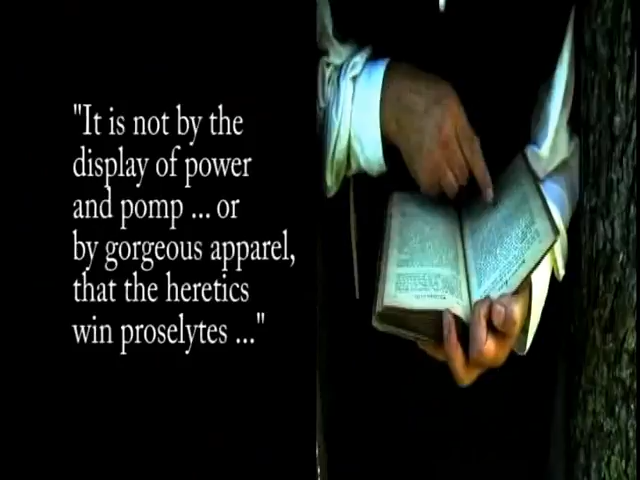 "It is not by the
display of power
and pomp ... or
by gorgeous apparel,
that the heretics
win proselytes ..."